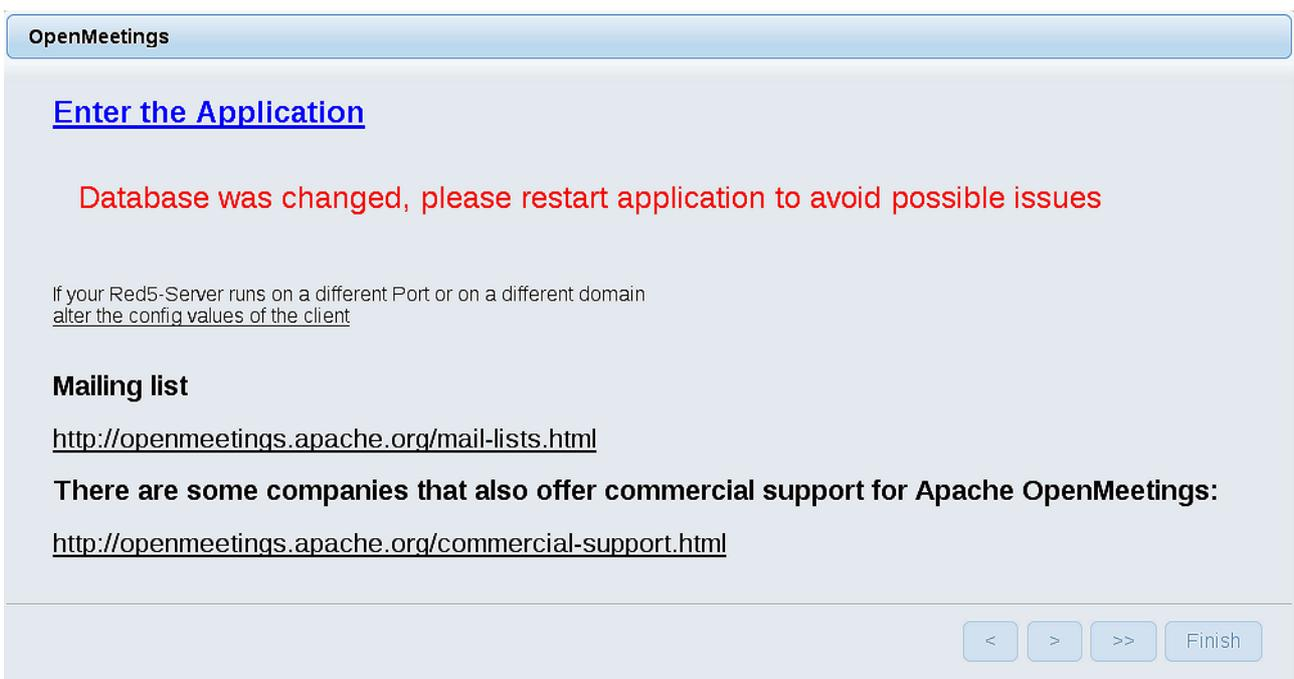 OpenMeetings
Enter the Application
Database was changed, please restart application to avoid possible issues
If your Red5-Server runs on a different Port or on a different domain
alter the config values of the client
Mailing list
http://openmeetings.apache.org/mail-lists.html
There are some companies that also offer commercial support for Apache OpenMeetings:
http://openmeetings.apache.org/commercial-support.html
< > >> Finish